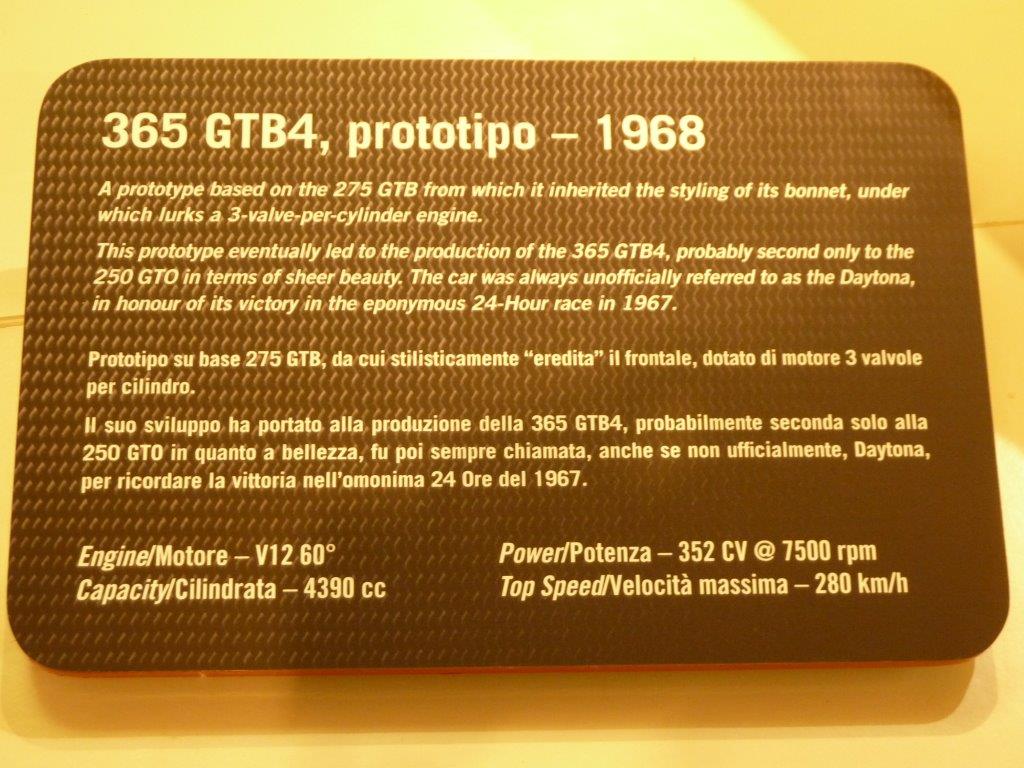 365 GTB4, prototipo – 1968
A prototype based on the 275 GTB from which it inherited the styling of its bonnet, under
which lurks a 3-valve-per-cylinder engine.
This prototype eventually led to the production of the 365 GTB4, probably second only to the
250 GTO in terms of sheer beauty. The car was always unofficially referred to as the Daytona,
in honour of its victory in the eponymous 24-Hour race in 1967.
Prototipo su base 275 GTB, da cui stilisticamente “eredita” il frontale, dotato di motore 3 valvole
per cilindro.
Il suo sviluppo ha portato alla produzione della 365 GTB4, probabilmente seconda solo alla
250 GTO in quanto a bellezza, fu poi sempre chiamata, anche se non ufficialmente, Daytona,
per ricordare la vittoria nell'omonima 24 Ore del 1967.
Engine/Motore – V12 60°
Capacity/Cilindrata – 4390 cc
Power/Potenza – 352 CV @ 7500 rpm
Top Speed/Velocità massima – 280 km/h